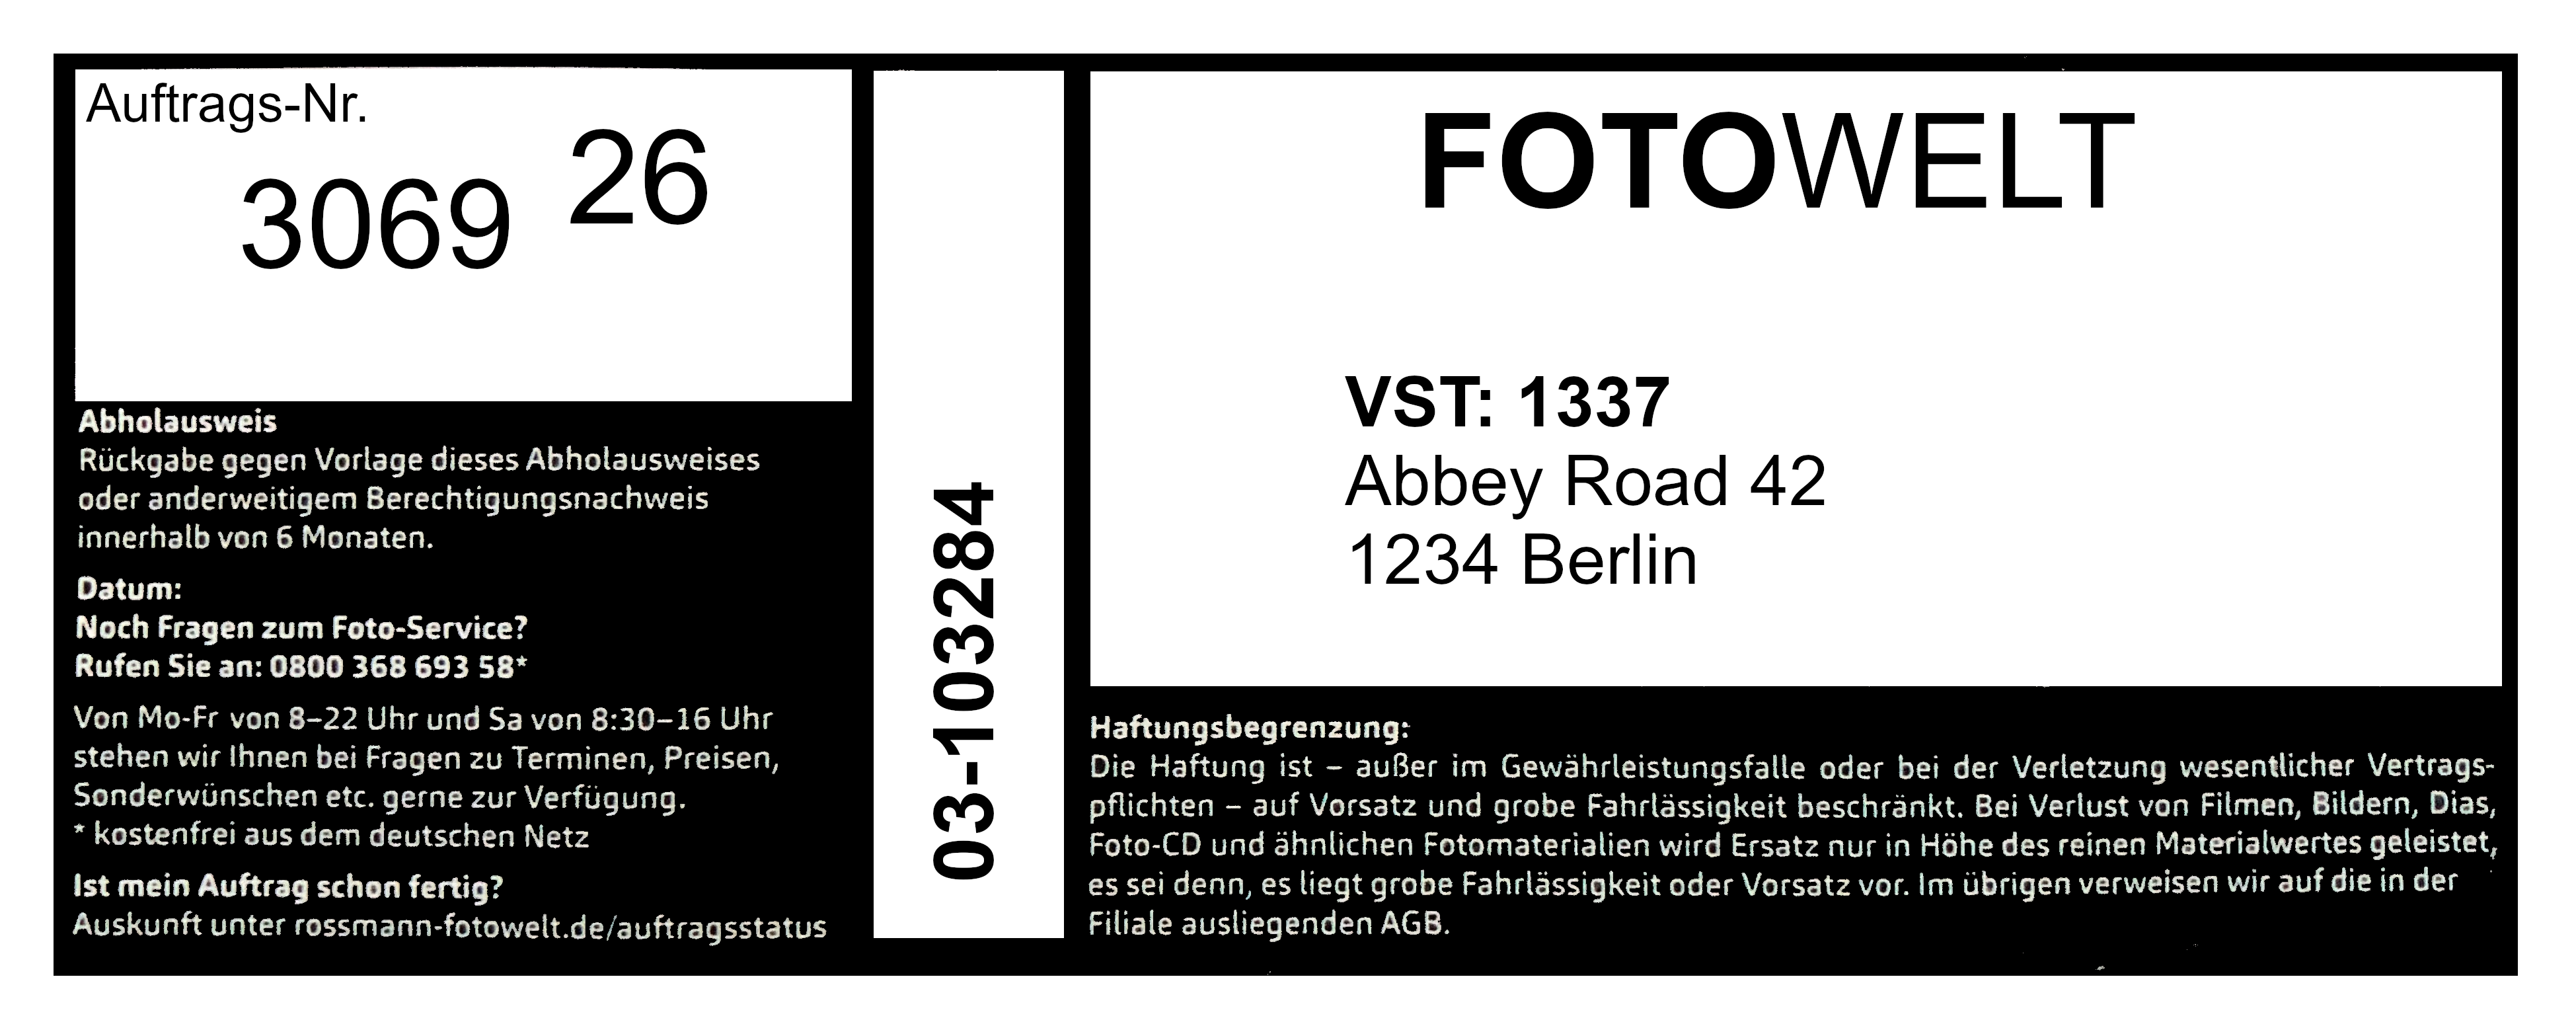 Auftrags-Nr.
3069 26
Abholausweis
Rückgabe gegen Vorlage dieses Abholausweises
oder anderweitigem Berechtigungsnachweis
innerhalb von 6 Monaten.
Datum:
Noch Fragen zum Foto-Service?
Rufen Sie an: 0800 368 693 58*
Von Mo-Fr von 8–22 Uhr und Sa von 8:30–16 Uhr
stehen wir Ihnen bei Fragen zu Terminen, Preisen,
Sonderwünschen etc. gerne zur Verfügung.
* kostenfrei aus dem deutschen Netz
Ist mein Auftrag schon fertig?
Auskunft unter rossmann-fotowelt.de/auftragsstatus
03-103284
FOTOWELT
VST: 1337
Abbey Road 42
1234 Berlin
Haftungsbegrenzung:
Die Haftung ist – außer im Gewährleistungsfalle oder bei der Verletzung wesentlicher Vertrags-
pflichten – auf Vorsatz und grobe Fahrlässigkeit beschränkt. Bei Verlust von Filmen, Bildern, Dias,
Foto-CD und ähnlichen Fotomaterialien wird Ersatz nur in Höhe des reinen Materialwertes geleistet,
es sei denn, es liegt grobe Fahrlässigkeit oder Vorsatz vor. Im übrigen verweisen wir auf die in der
Filiale ausliegenden AGB.